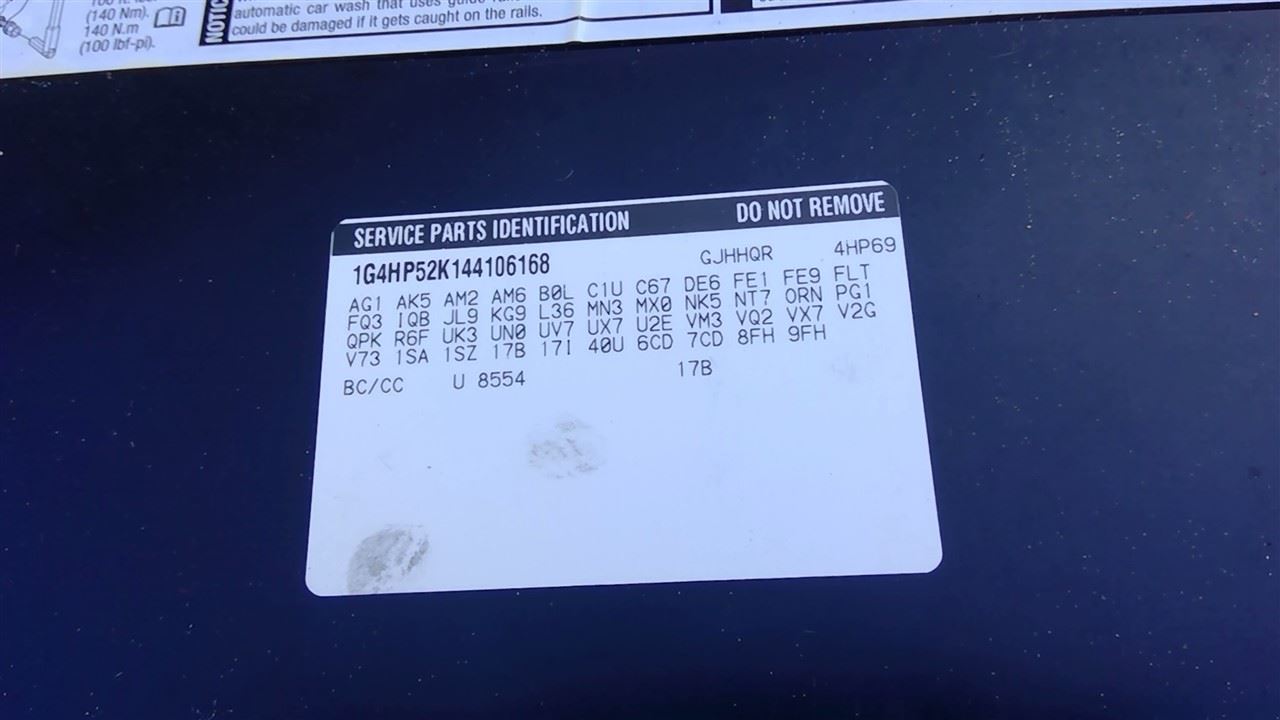 (140 Nm).
140 N.m
(100 lbf-pi).
NOTIC
automatic car wash that uses guide
could be damaged if it gets caught on the rails.
SERVICE PARTS IDENTIFICATION DO NOT REMOVE
1G4HP52K144106168 GJHHQR 4HP69
AG1 AK5 AM2 AM6 B0L C1U C67 DE6 FE1 FE9 FLT
FQ3 IQB JL9 KG9 L36 MN3 MX0 NK5 NT7 ORN PG1
QPK R6F UK3 UN0 UV7 UX7 U2E VM3 VQ2 VX7 V2G
V73 1SA 1SZ 17B 17I 40U 6CD 7CD 8FH 9FH
BC/CC U 8554 17B